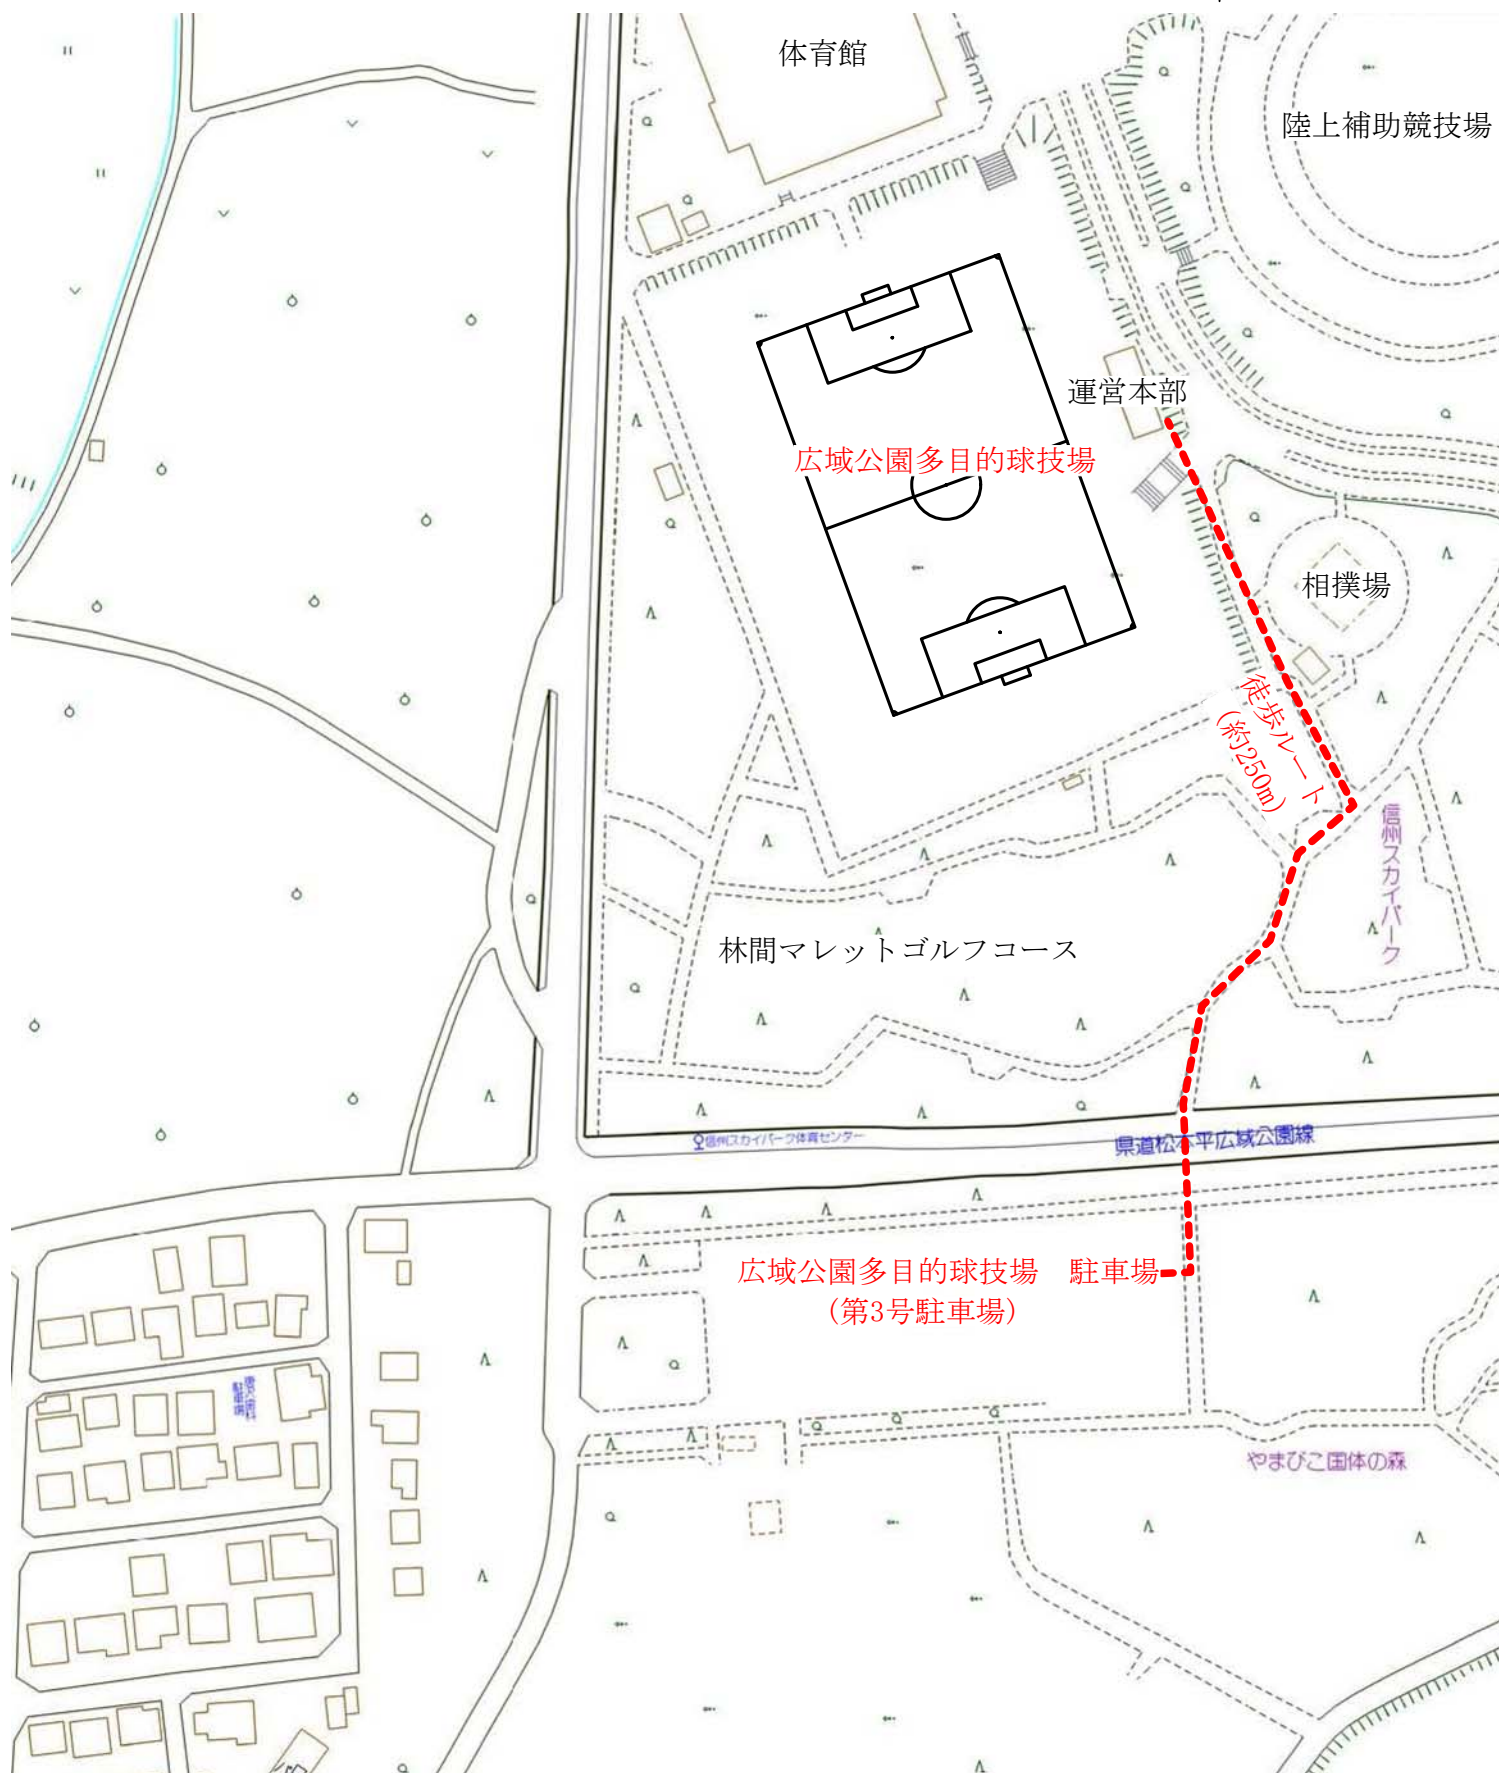 体育館
陸上補助競技場
運営本部
広域公園多目的球技場
相撲場
徒歩ルート
(約250m)
信州スカイパーク
林間マレットゴルフコース
信州スカイパーク体育センター
県道松本平広域公園線
広域公園多目的球技場　駐車場
(第3号駐車場)
駐車場
やまびこ国体の森